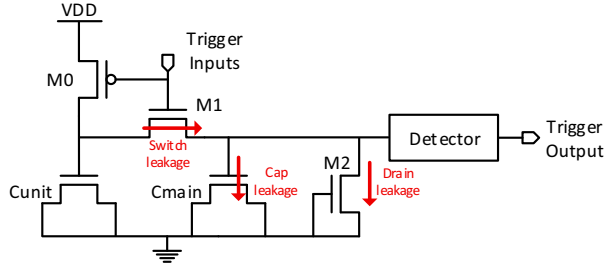 VDD
Trigger
Inputs
M0
M1
Switch
leakage
Detector
Trigger
Output
M2
Cunit
Cmain
Cap
leakage
Drain
leakage